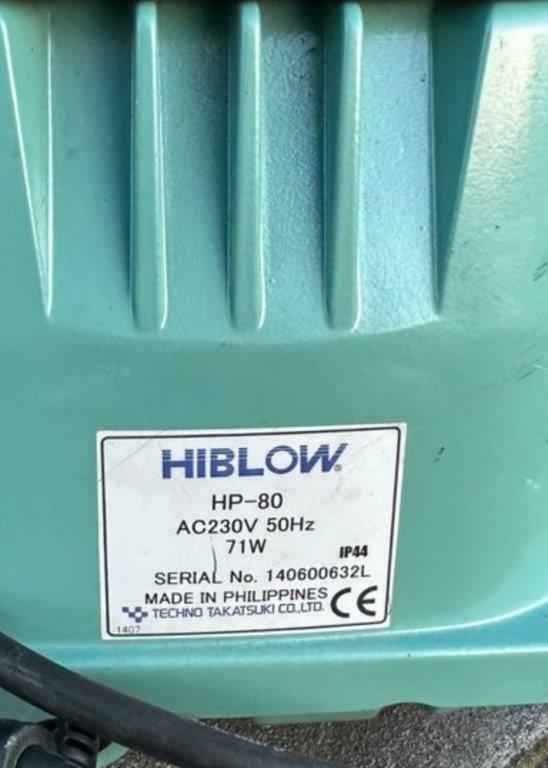 HIBLOW
HP-80
AC230V 50Hz
71W
IP44
SERIAL No. 140600632L
MADE IN PHILIPPINES
TECHNO TAKATSUKI CO.,LTD.
CE
1407